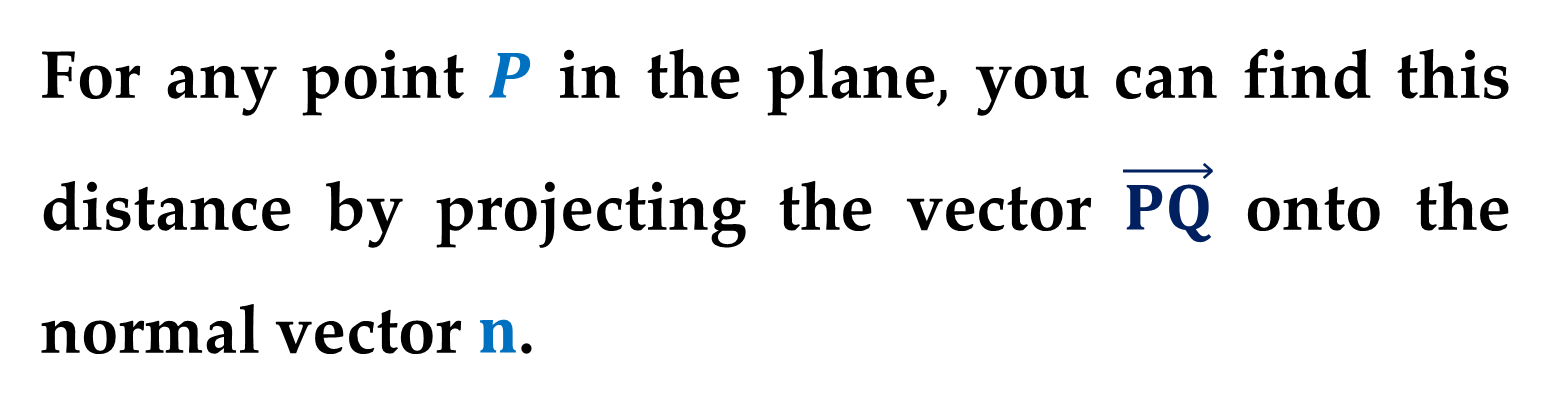 For any point P in the plane, you can find this
distance by projecting the vector $\overrightarrow{PQ}$ onto the
normal vector n.